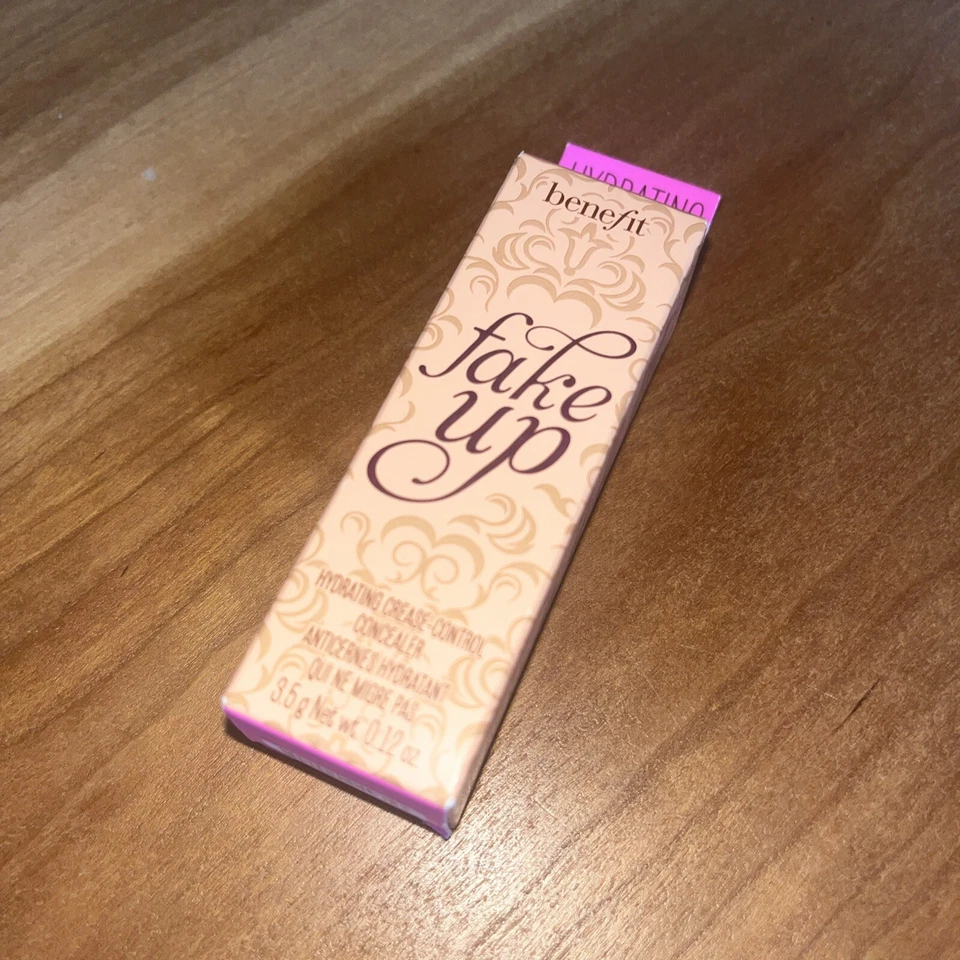 HYDRATING
benefit
fake
up
HYDRATING CREASE-CONTROL
CONCEALER
ANTICERNES HYDRATANT
QUI NE MIGRE PAS
3.5 g Net wt. 0.12 oz.